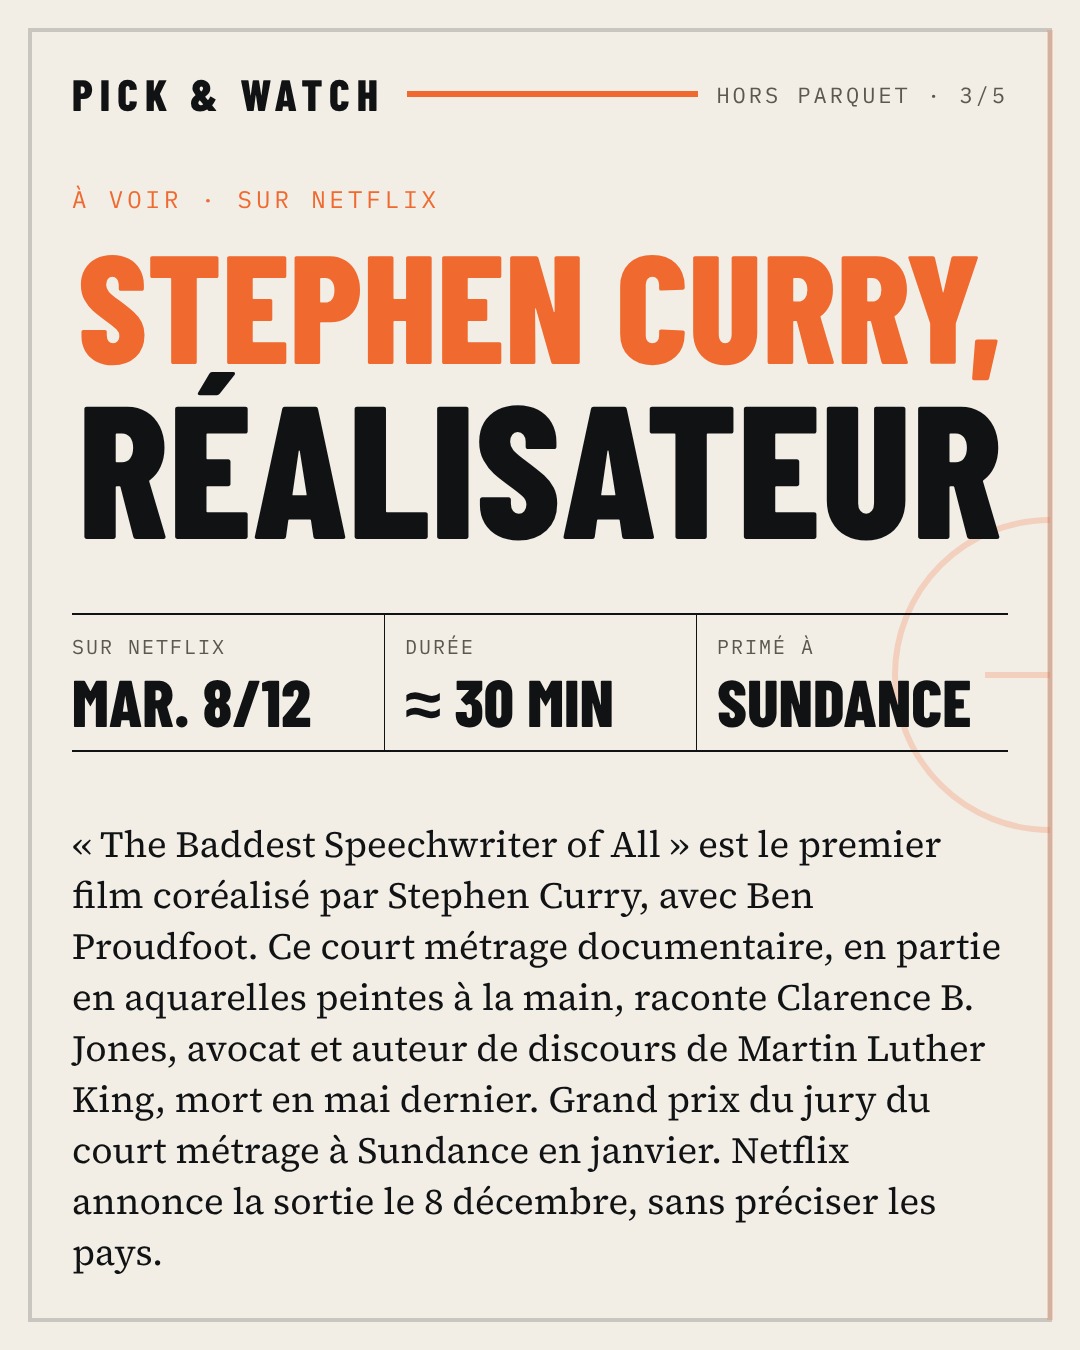 PICK & WATCH
HORS PARQUET · 3/5
À VOIR · SUR NETFLIX
STEPHEN CURRY,
RÉALISATEUR
SUR NETFLIX
MAR. 8/12
DURÉE
≈ 30 MIN
PRIMÉ À
SUNDANCE
« The Baddest Speechwriter of All » est le premier
film coréalisé par Stephen Curry, avec Ben
Proudfoot. Ce court métrage documentaire, en partie
en aquarelles peintes à la main, raconte Clarence B.
Jones, avocat et auteur de discours de Martin Luther
King, mort en mai dernier. Grand prix du jury du
court métrage à Sundance en janvier. Netflix
annonce la sortie le 8 décembre, sans préciser les
pays.